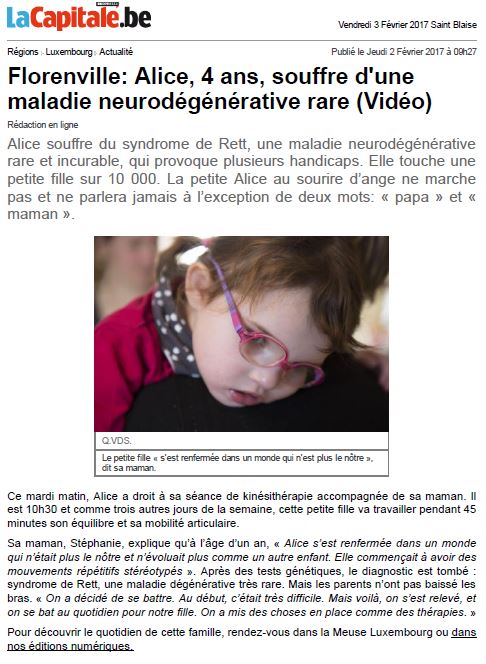 LaCapitale.be
Vendredi 3 Février 2017 Saint Blaise
Régions Luxembourg Actualité
Publié le Jeudi 2 Février 2017 à 09h27
Florenville: Alice, 4 ans, souffre d'une
maladie neurodégénérative rare (Vidéo)
Rédaction en ligne
Alice souffre du syndrome de Rett, une maladie neurodégénérative
rare et incurable, qui provoque plusieurs handicaps. Elle touche une
petite fille sur 10 000. La petite Alice au sourire d’ange ne marche
pas et ne parlera jamais à l’exception de deux mots: « papa » et «
maman ».
Q.VDS.
Le petite fille « s’est renfermée dans un monde qui n’est plus le nôtre »,
dit sa maman.
Ce mardi matin, Alice a droit à sa séance de kinésithérapie accompagnée de sa maman. Il
est 10h30 et comme trois autres jours de la semaine, cette petite fille va travailler pendant 45
minutes son équilibre et sa mobilité articulaire.
Sa maman, Stéphanie, explique qu’à l’âge d’un an, « Alice s’est renfermée dans un monde
qui n’était plus le nôtre et n’évoluait plus comme un autre enfant. Elle commençait à avoir des
mouvements répétitifs stéréotypés ». Après des tests génétiques, le diagnostic est tombé :
syndrome de Rett, une maladie dégénérative très rare. Mais les parents n’ont pas baissé les
bras. « On a décidé de se battre. Au début, c’était très difficile. Mais voilà, on s’est relevé, et
on se bat au quotidien pour notre fille. On a mis des choses en place comme des thérapies. »
Pour découvrir le quotidien de cette famille, rendez-vous dans la Meuse Luxembourg ou dans
nos éditions numériques.